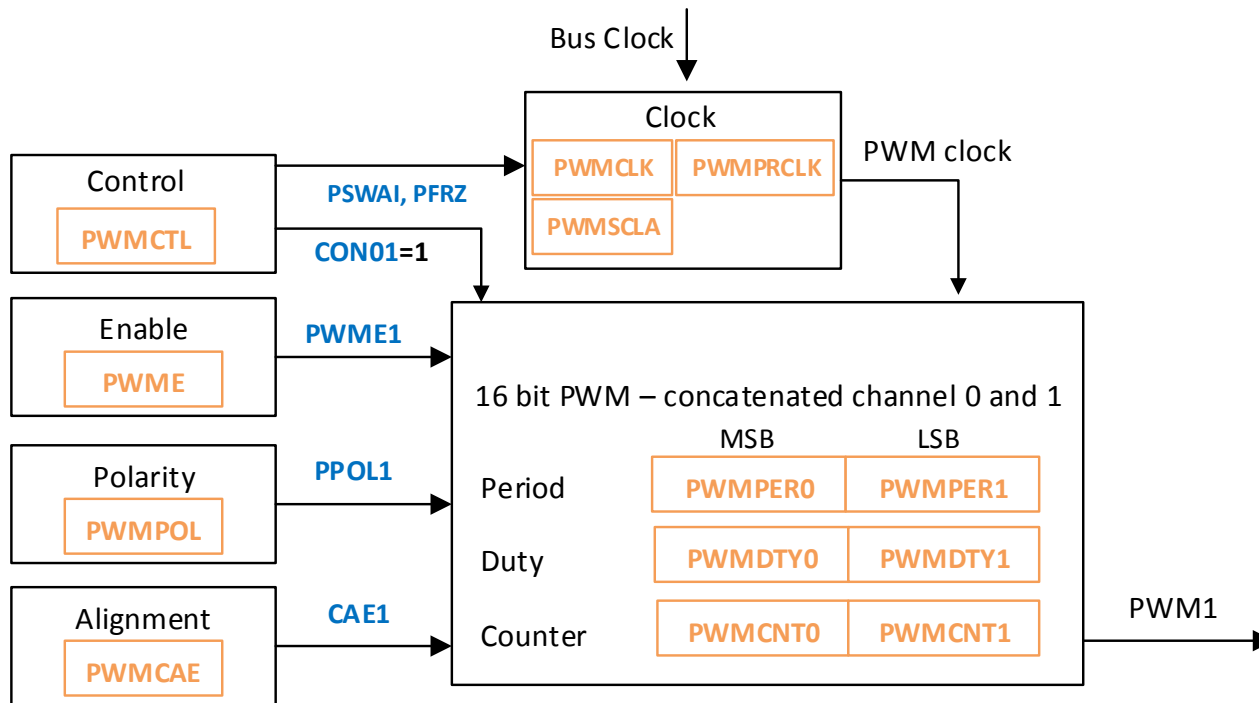 Bus Clock
Clock
PWMCLK PWMPRCLK
PWMSCLA
PWM clock
Control
PWMCTL
PSWAI, PFRZ
CON01=1
Enable
PWME
PWME1
Polarity
PWMPOL
PPOL1
Alignment
PWMCAE
CAE1
16 bit PWM – concatenated channel 0 and 1
MSB LSB
Period PWMPER0 PWMPER1
Duty PWMDTY0 PWMDTY1
Counter PWMCNT0 PWMCNT1
PWM1